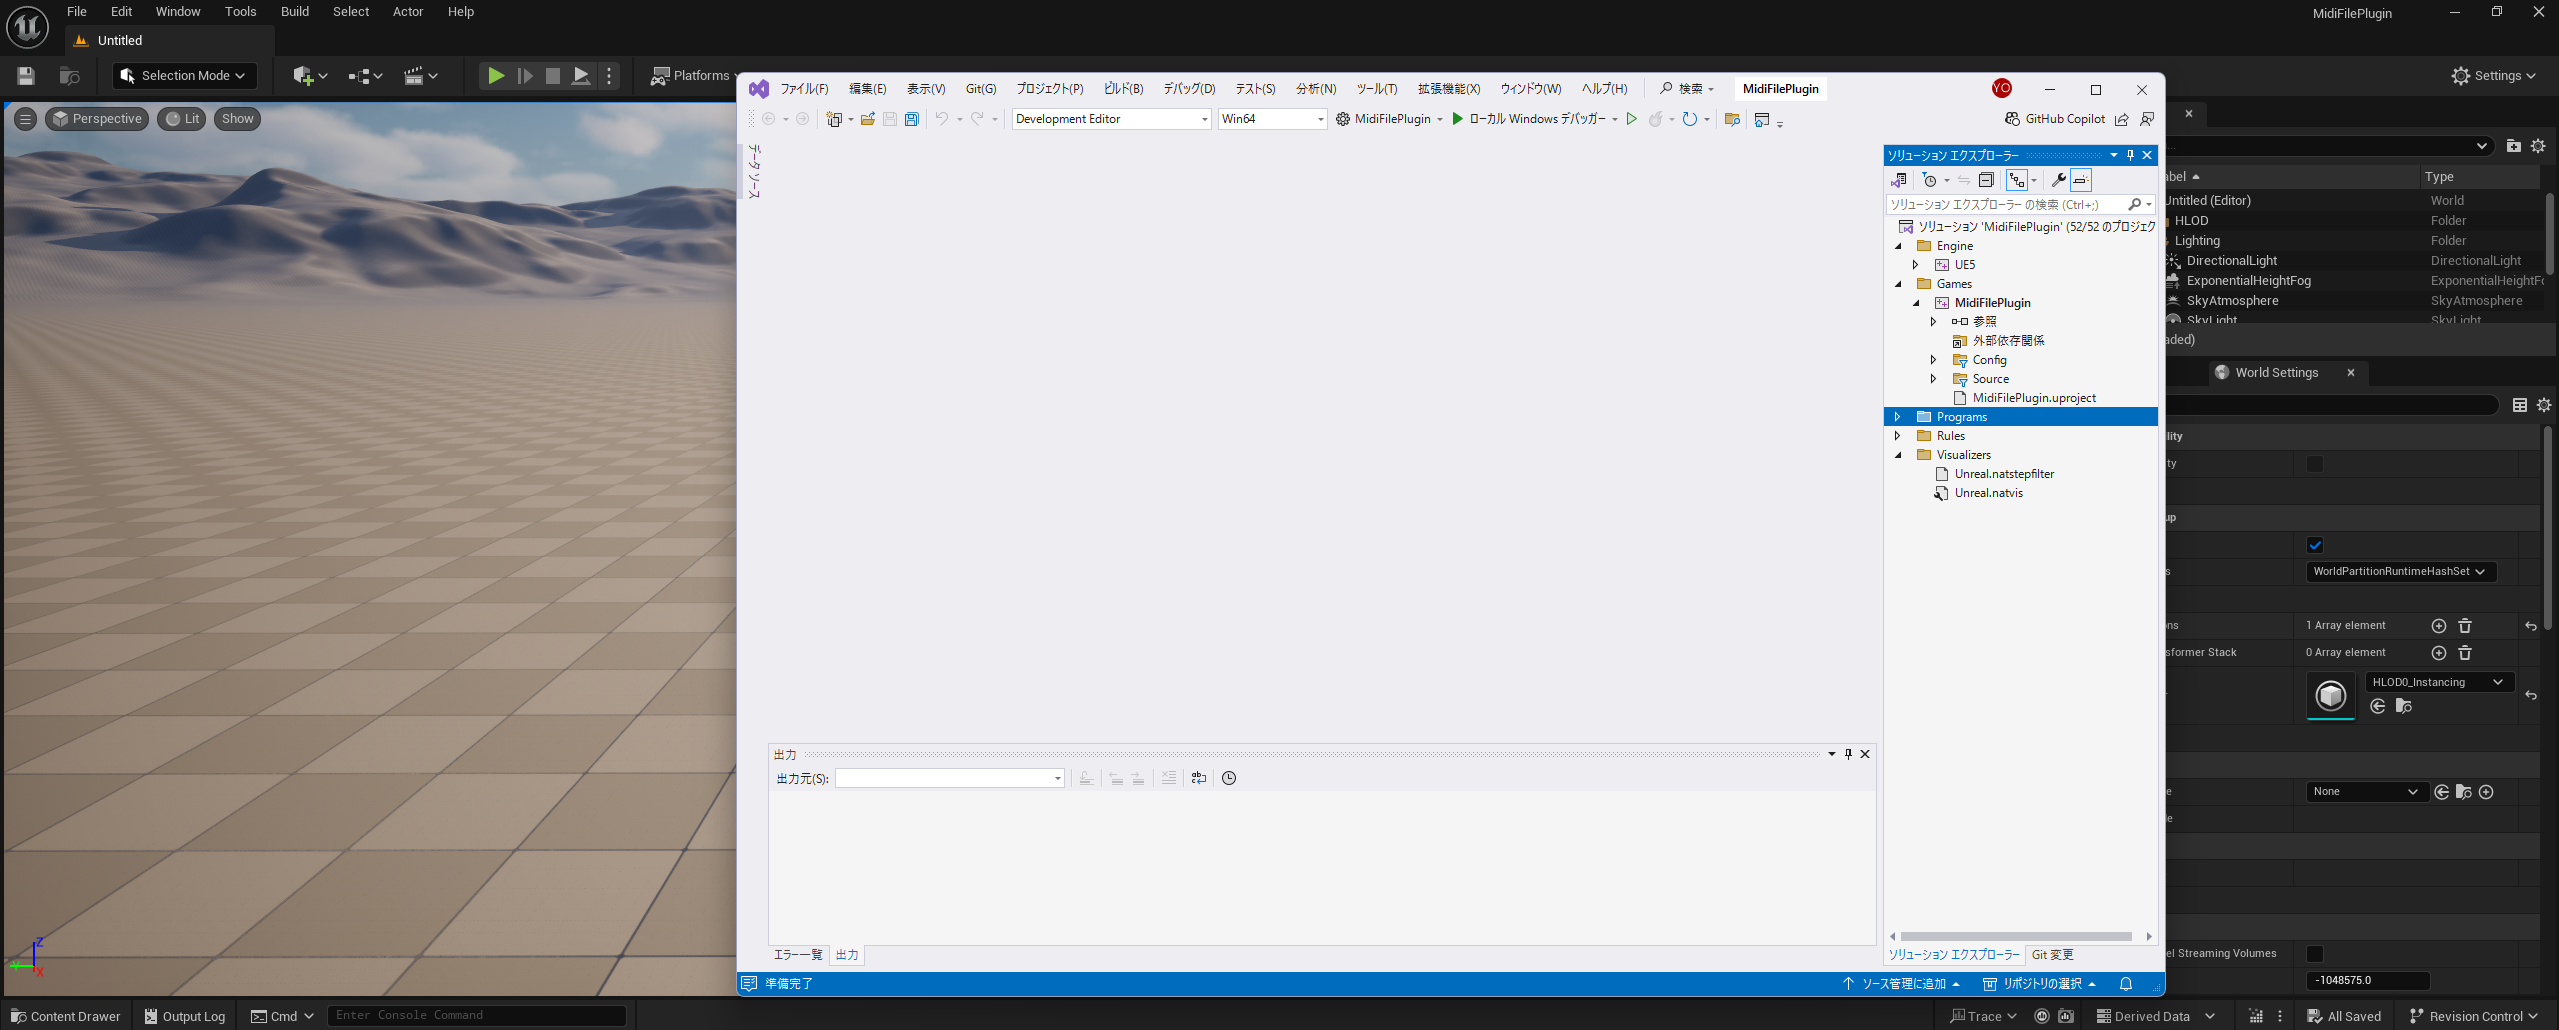 File Edit Window Tools Build Select Actor Help
MidiFilePlugin
Untitled
Selection Mode
Platforms
Settings
Perspective Lit Show
ファイル(F) 編集(E) 表示(V) Git(G) プロジェクト(P) ビルド(B) デバッグ(D) テスト(S) 分析(N) ツール(T) 拡張機能(X) ウィンドウ(W) ヘルプ(H) 検索 MidiFilePlugin YO
Development Editor Win64 MidiFilePlugin ローカル Windows デバッガー GitHub Copilot
データ ソース
ソリューション エクスプローラー
ソリューション エクスプローラー の検索 (Ctrl+;)
ソリューション 'MidiFilePlugin' (52/52 のプロジェク
Engine
UE5
Games
MidiFilePlugin
参照
外部依存関係
Config
Source
MidiFilePlugin.uproject
Programs
Rules
Visualizers
Unreal.natstepfilter
Unreal.natvis
出力
出力元(S):
エラー一覧 出力
ソリューション エクスプローラー Git 変更
準備完了
ソース管理に追加 リポジトリの選択
abel Type
Untitled (Editor) World
HLOD Folder
Lighting Folder
DirectionalLight DirectionalLight
ExponentialHeightFog ExponentialHeightFo
SkyAtmosphere SkyAtmosphere
SkyLight SkyLight
aded)
World Settings
ility
ty
up
s WorldPartitionRuntimeHashSet
ons 1 Array element
sformer Stack 0 Array element
HLOD0_Instancing
e None
le
el Streaming Volumes
-1048575.0
Content Drawer Output Log Cmd Enter Console Command
Trace Derived Data All Saved Revision Control
Z
Y
X